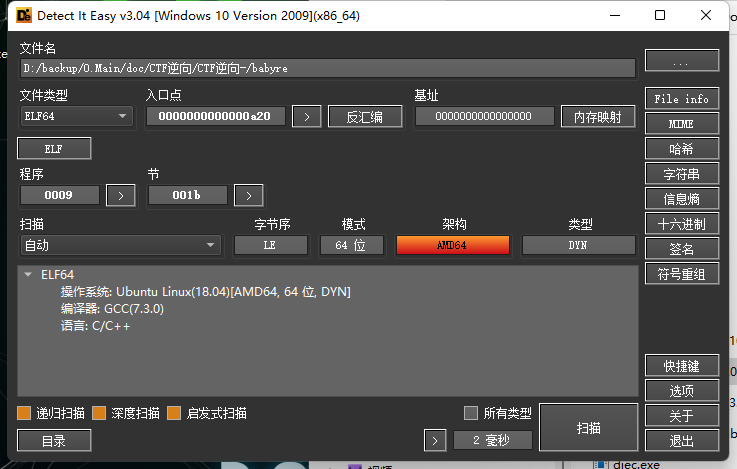 Detect It Easy v3.04 [Windows 10 Version 2009](x86_64)
文件名
D:/backup/0.Main/doc/CTF逆向/CTF逆向-/babyre
...
文件类型 入口点 基址
ELF64 0000000000000a20 > 反汇编 0000000000000000 内存映射
File info
MIME
ELF
哈希
程序 节
字符串
0009 > 001b >
信息熵
扫描 字节序 模式 架构 类型
十六进制
自动 LE 64 位 AMD64 DYN
签名
符号重组
ELF64
操作系统: Ubuntu Linux(18.04)[AMD64, 64 位, DYN]
编译器: GCC(7.3.0)
语言: C/C++
快捷键
选项
递归扫描 深度扫描 启发式扫描 所有类型 扫描
关于
目录 > 2 毫秒
退出
diec.exe